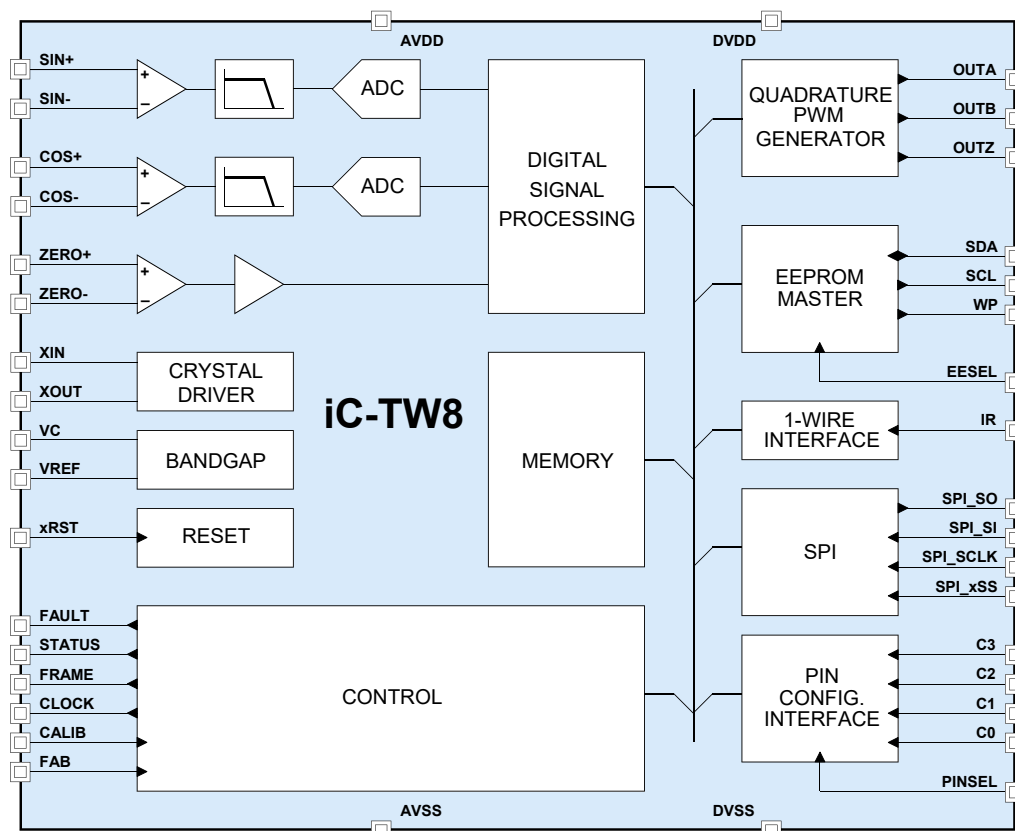 AVDD
DVDD
SIN+
SIN-
+
−
ADC
COS+
COS-
+
−
ADC
ZERO+
ZERO-
+
−
DIGITAL
SIGNAL
PROCESSING
QUADRATURE
PWM
GENERATOR
OUTA
OUTB
OUTZ
EEPROM
MASTER
SDA
SCL
WP
EESEL
XIN
XOUT
CRYSTAL
DRIVER
iC-TW8
VC
VREF
BANDGAP
MEMORY
1-WIRE
INTERFACE
IR
xRST
RESET
SPI
SPI_SO
SPI_SI
SPI_SCLK
SPI_xSS
FAULT
STATUS
FRAME
CLOCK
CALIB
FAB
CONTROL
PIN
CONFIG.
INTERFACE
C3
C2
C1
C0
PINSEL
AVSS
DVSS